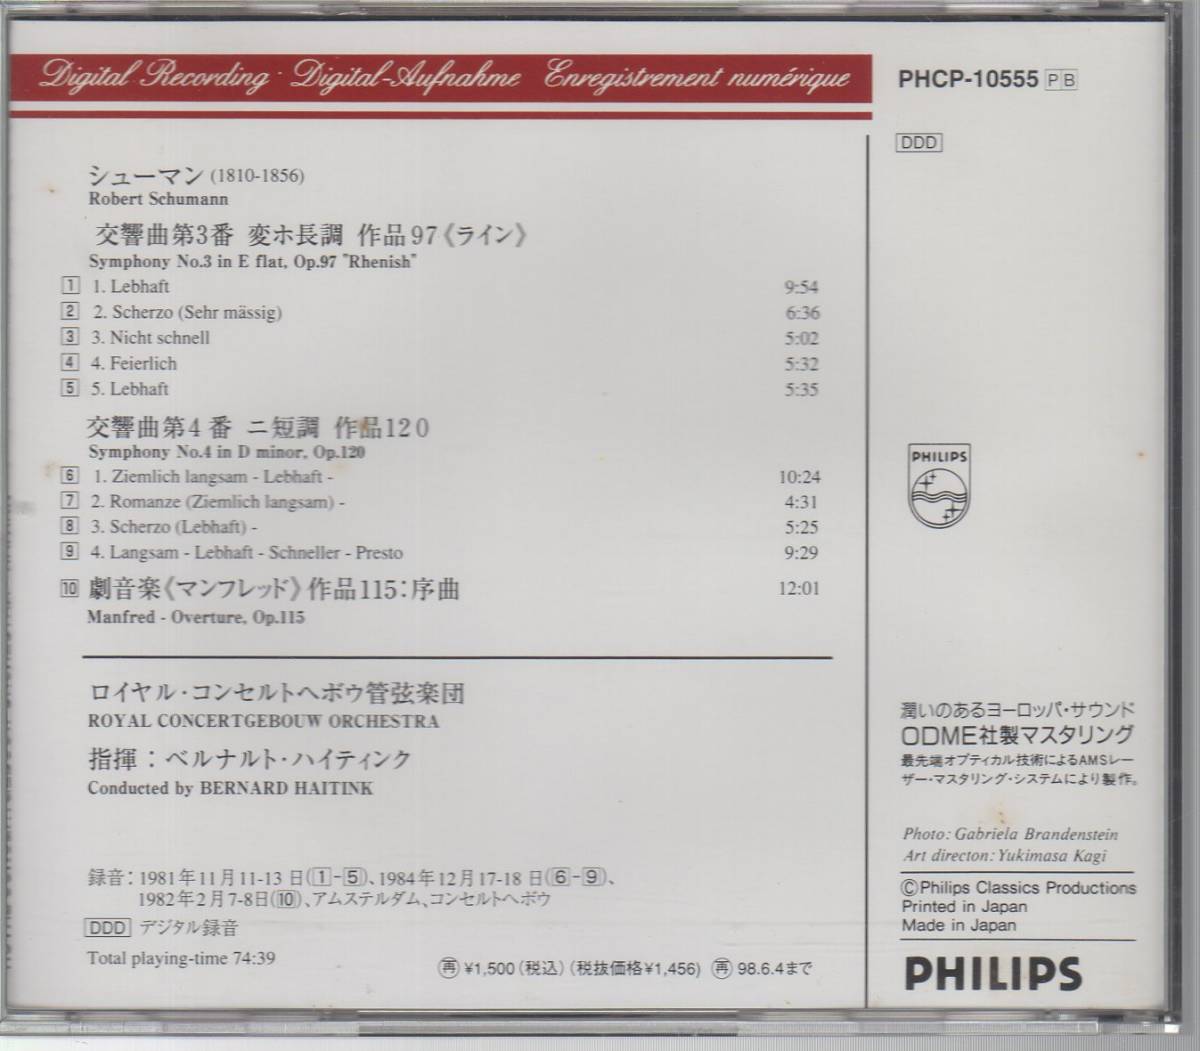 Digital Recording · Digital-Aufnahme Enregistrement numérique
PHCP-10555 PB
DDD
シューマン (1810-1856)
Robert Schumann
交響曲第3番 変ホ長調 作品97《ライン》
Symphony No.3 in E flat, Op.97 "Rhenish"
1 1. Lebhaft 9:54
2 2. Scherzo (Sehr mässig) 6:36
3 3. Nicht schnell 5:02
4 4. Feierlich 5:32
5 5. Lebhaft 5:35
交響曲第4番 ニ短調 作品120
Symphony No.4 in D minor, Op.120
6 1. Ziemlich langsam - Lebhaft - 10:24
7 2. Romanze (Ziemlich langsam) - 4:31
8 3. Scherzo (Lebhaft) - 5:25
9 4. Langsam - Lebhaft - Schneller - Presto 9:29
10 劇音楽《マンフレッド》作品115:序曲 12:01
Manfred - Overture, Op.115
ロイヤル・コンセルトヘボウ管弦楽団
ROYAL CONCERTGEBOUW ORCHESTRA
指揮:ベルナルト・ハイティンク
Conducted by BERNARD HAITINK
録音:1981年11月11-13日(1-5)、1984年12月17-18日(6-9)、
1982年2月7-8日(10)、アムステルダム、コンセルトヘボウ
DDD デジタル録音
Total playing-time 74:39
再 ¥1,500(税込)(税抜価格¥1,456) 再 98.6.4まで
PHILIPS
潤いのあるヨーロッパ・サウンド
ODME社製マスタリング
最先端オプティカル技術によるAMSレー
ザー・マスタリング・システムにより製作。
Photo: Gabriela Brandenstein
Art directon: Yukimasa Kagi
©Philips Classics Productions
Printed in Japan
Made in Japan
PHILIPS